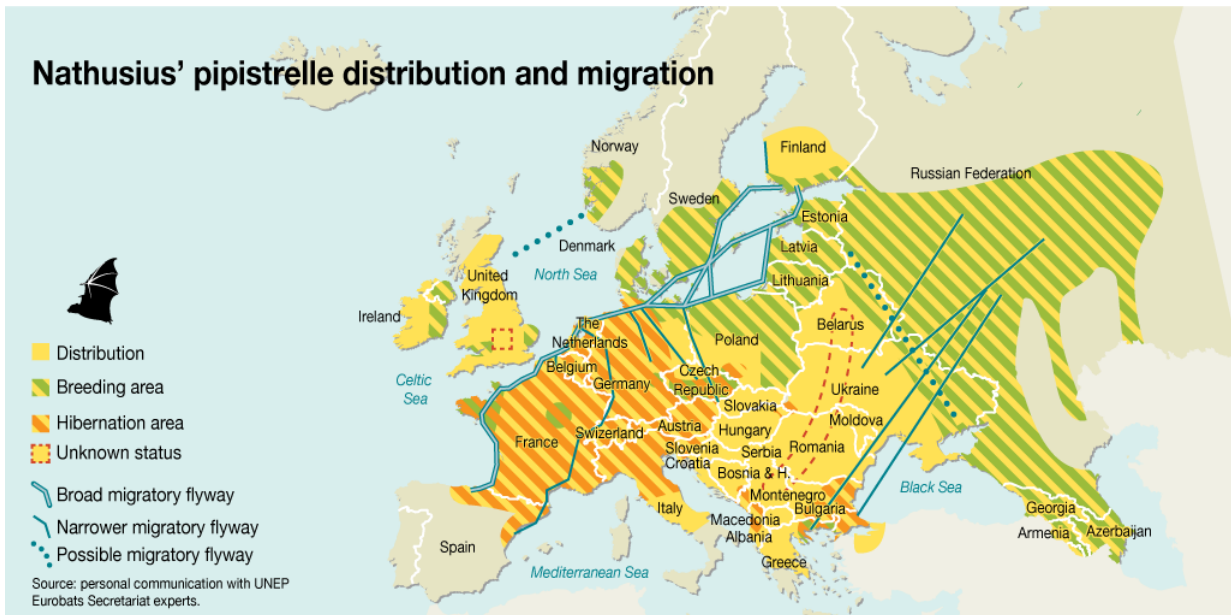 Nathusius’ pipistrelle distribution and migration
Norway
Finland
Russian Federation
Sweden
Estonia
Denmark
Latvia
North Sea
United
Kingdom
Lithuania
Ireland
The
Netherlands
Belarus
Poland
Belgium
Germany
Czech
Republic
Celtic
Sea
Ukraine
Slovakia
Moldova
France
Swizerland
Austria
Hungary
Slovenia
Croatia
Serbia
Romania
Bosnia & H.
Black Sea
Montenegro
Bulgaria
Italy
Macedonia
Albania
Georgia
Armenia
Azerbaijan
Spain
Greece
Mediterranean Sea
Distribution
Breeding area
Hibernation area
Unknown status
Broad migratory flyway
Narrower migratory flyway
Possible migratory flyway
Source: personal communication with UNEP
Eurobats Secretariat experts.